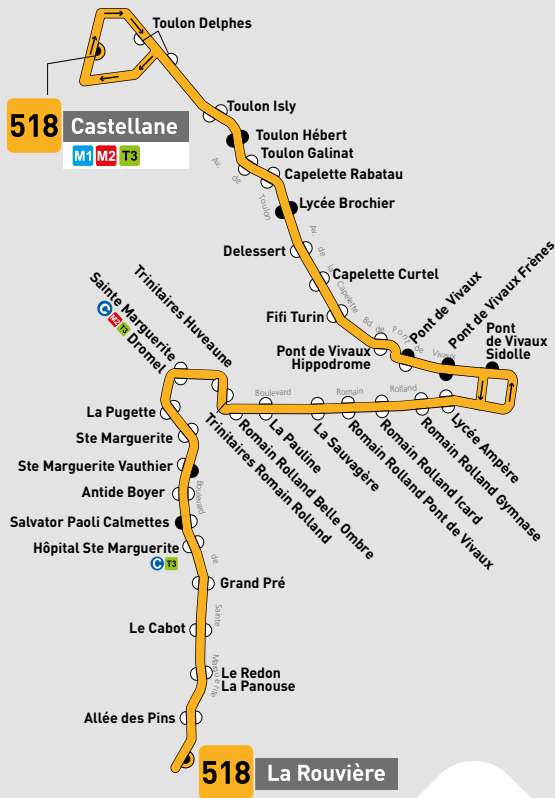 Toulon Delphes
518 Castellane
M1 M2 T3
Toulon Isly
Toulon Hébert
Toulon Galinat
Capelette Rabatau
Lycée Brochier
Av. de Toulon
Delessert
Av. de La Capelette
Capelette Curtel
Fifi Turin
Bd. de Pont de Vivaux
Pont de Vivaux
Hippodrome
Pont de Vivaux
Pont de Vivaux Frènes
Pont
de Vivaux
Sidolle
Lycée Ampère
Romain Rolland Gymnase
Romain Rolland Icard
Romain Rolland Pont de Vivaux
La Sauvagère
La Pauline
Romain Rolland Belle Ombre
Trinitaires Romain Rolland
Boulevard Romain Rolland
Trinitaires Huveaune
Sainte Marguerite
C M2 T3 Dromel
La Pugette
Ste Marguerite
Ste Marguerite Vauthier
Antide Boyer
Salvator Paoli Calmettes
Hôpital Ste Marguerite
C T3
Boulevard de Sainte Marguerite
Grand Pré
Le Cabot
Le Redon
La Panouse
Allée des Pins
518 La Rouvière